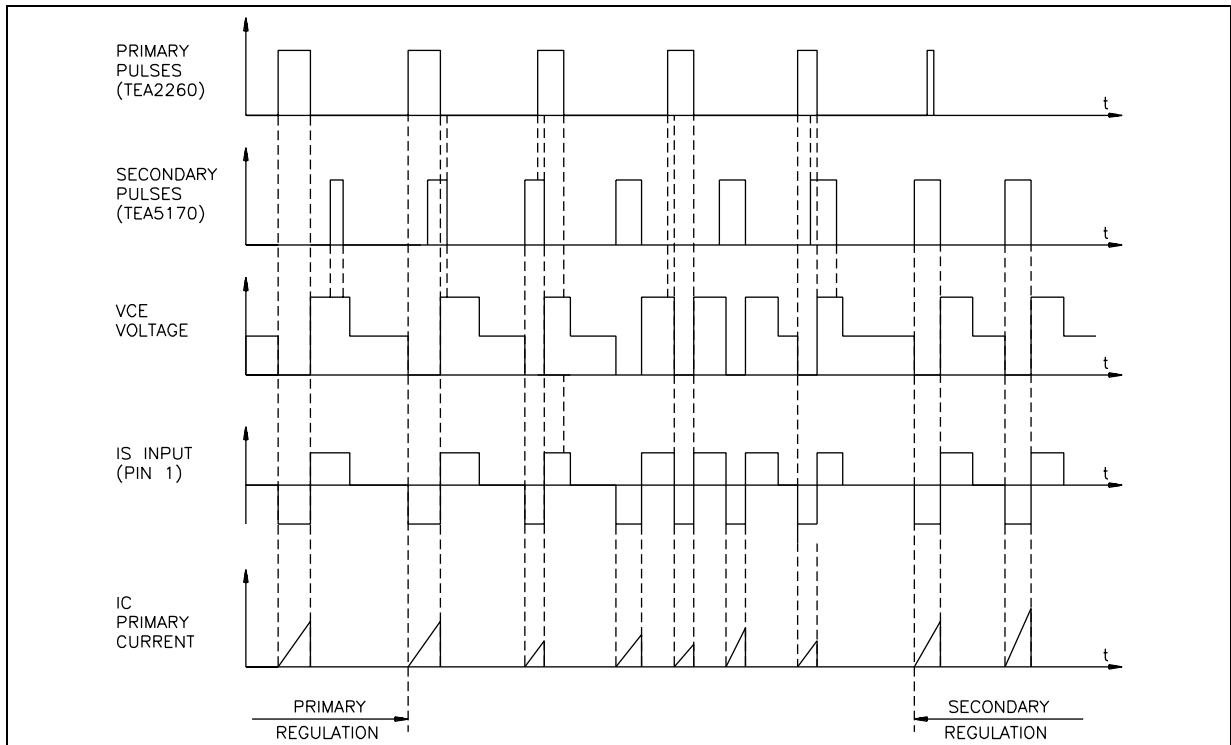 PRIMARY
PULSES
(TEA2260)
t
SECONDARY
PULSES
(TEA5170)
t
VCE
VOLTAGE
t
IS INPUT
(PIN 1)
t
IC
PRIMARY
CURRENT
t
PRIMARY
REGULATION
SECONDARY
REGULATION